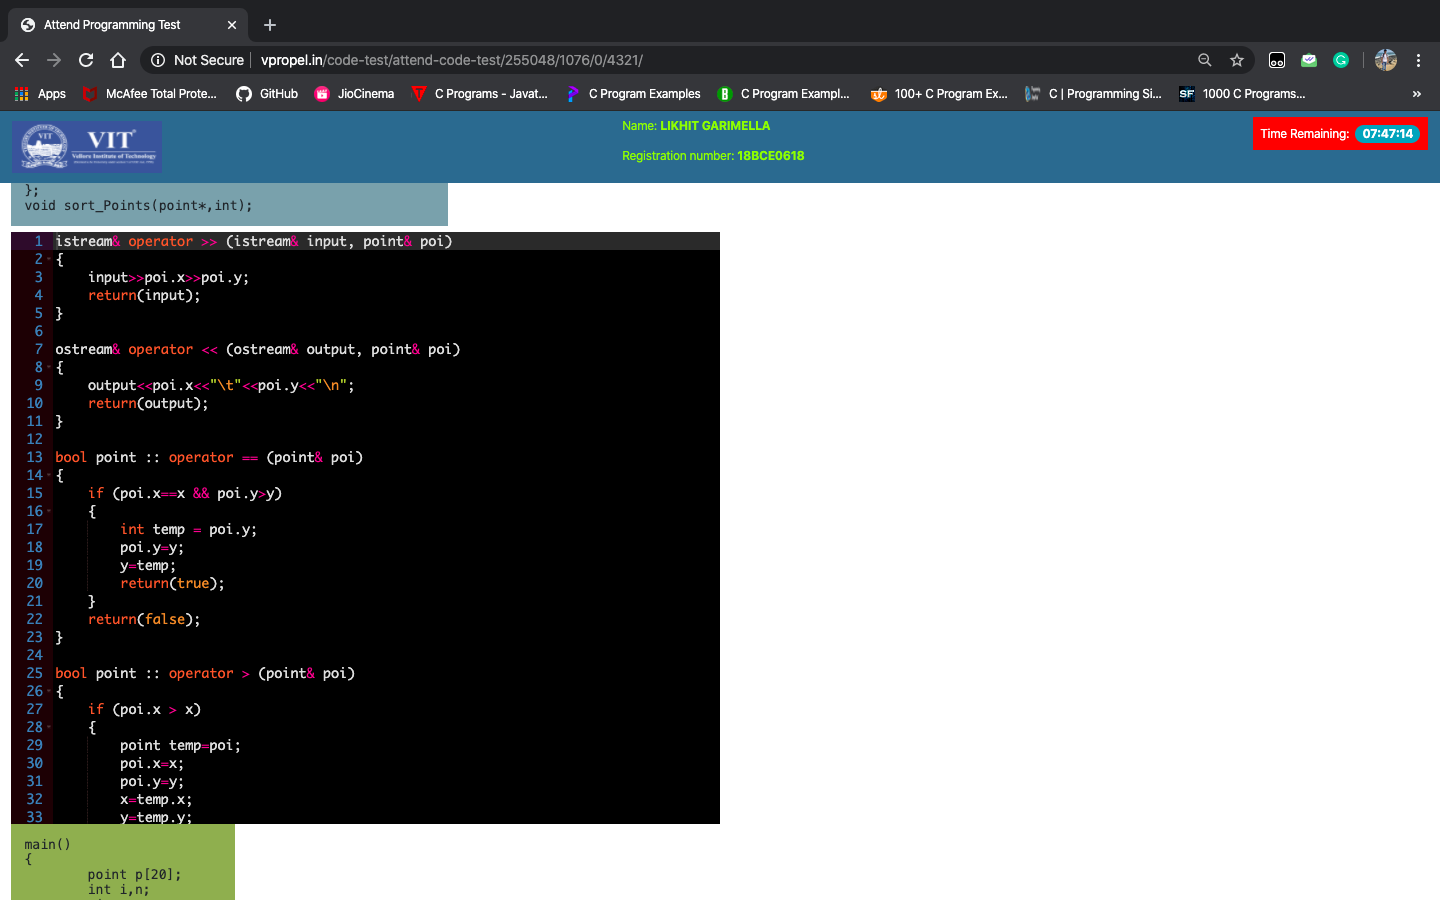 Attend Programming Test
Not Secure | vpropel.in/code-test/attend-code-test/255048/1076/0/4321/
Apps McAfee Total Prote... GitHub JioCinema C Programs - Javat... C Program Examples C Program Exampl... 100+ C Program Ex... C | Programming Si... SF 1000 C Programs... »
VIT
VIT
Vellore Institute of Technology
Name: LIKHIT GARIMELLA
Registration number: 18BCE0618
Time Remaining: 07:47:14
};
void sort_Points(point*,int);
1 istream& operator >> (istream& input, point& poi)
2 {
3 input>>poi.x>>poi.y;
4 return(input);
5 }
6
7 ostream& operator << (ostream& output, point& poi)
8 {
9 output<<poi.x<<"\t"<<poi.y<<"\n";
10 return(output);
11 }
12
13 bool point :: operator == (point& poi)
14 {
15 if (poi.x==x && poi.y>y)
16 {
17 int temp = poi.y;
18 poi.y=y;
19 y=temp;
20 return(true);
21 }
22 return(false);
23 }
24
25 bool point :: operator > (point& poi)
26 {
27 if (poi.x > x)
28 {
29 point temp=poi;
30 poi.x=x;
31 poi.y=y;
32 x=temp.x;
33 y=temp.y;
main()
{
point p[20];
int i,n;